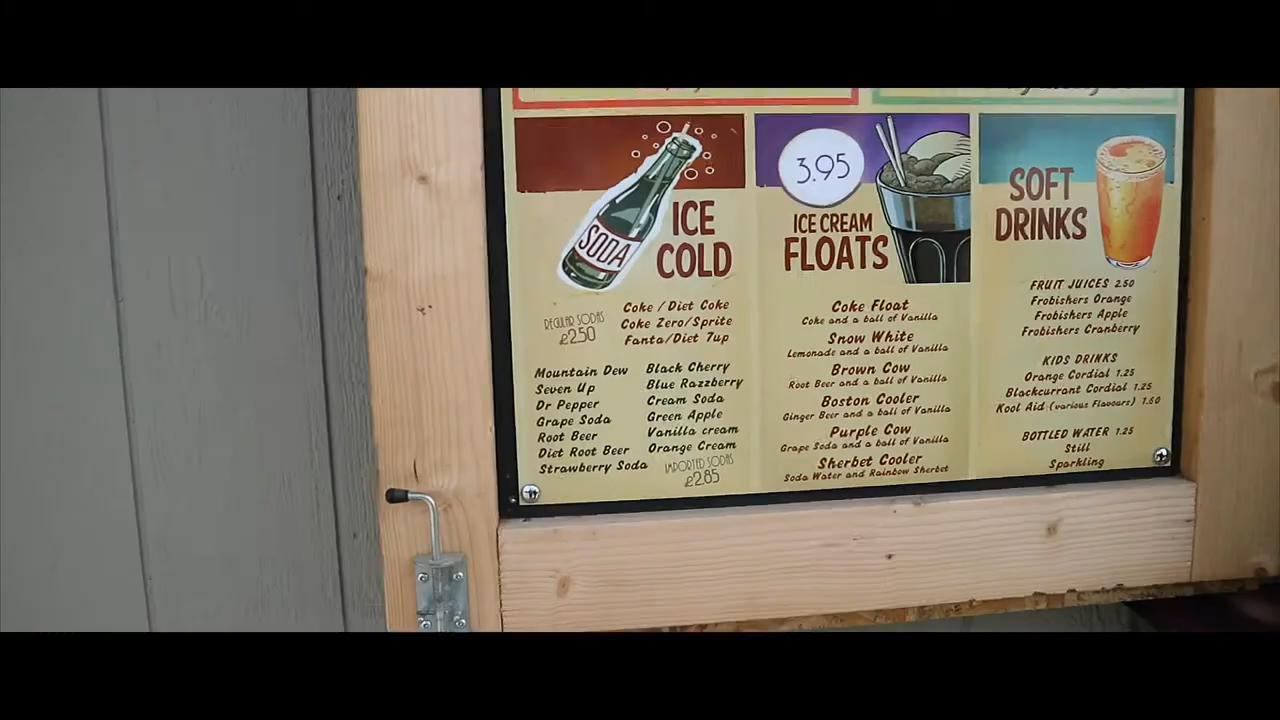 SODA
ICE
COLD
REGULAR SODAS
£2.50
Coke / Diet Coke
Coke Zero/Sprite
Fanta/Diet 7up
Mountain Dew
Seven Up
Dr Pepper
Grape Soda
Root Beer
Diet Root Beer
Strawberry Soda
Black Cherry
Blue Razzberry
Cream Soda
Green Apple
Vanilla cream
Orange Cream
IMPORTED SODAS
£2.85
3.95
ICE CREAM
FLOATS
Coke Float
Coke and a ball of Vanilla
Snow White
Lemonade and a ball of Vanilla
Brown Cow
Root Beer and a ball of Vanilla
Boston Cooler
Ginger Beer and a ball of Vanilla
Purple Cow
Grape Soda and a ball of Vanilla
Sherbet Cooler
Soda Water and Rainbow Sherbet
SOFT
DRINKS
FRUIT JUICES 2.50
Frobishers Orange
Frobishers Apple
Frobishers Cranberry
KIDS DRINKS
Orange Cordial 1.25
Blackcurrant Cordial 1.25
Kool Aid (various Flavours) 1.50
BOTTLED WATER 1.25
Still
Sparkling